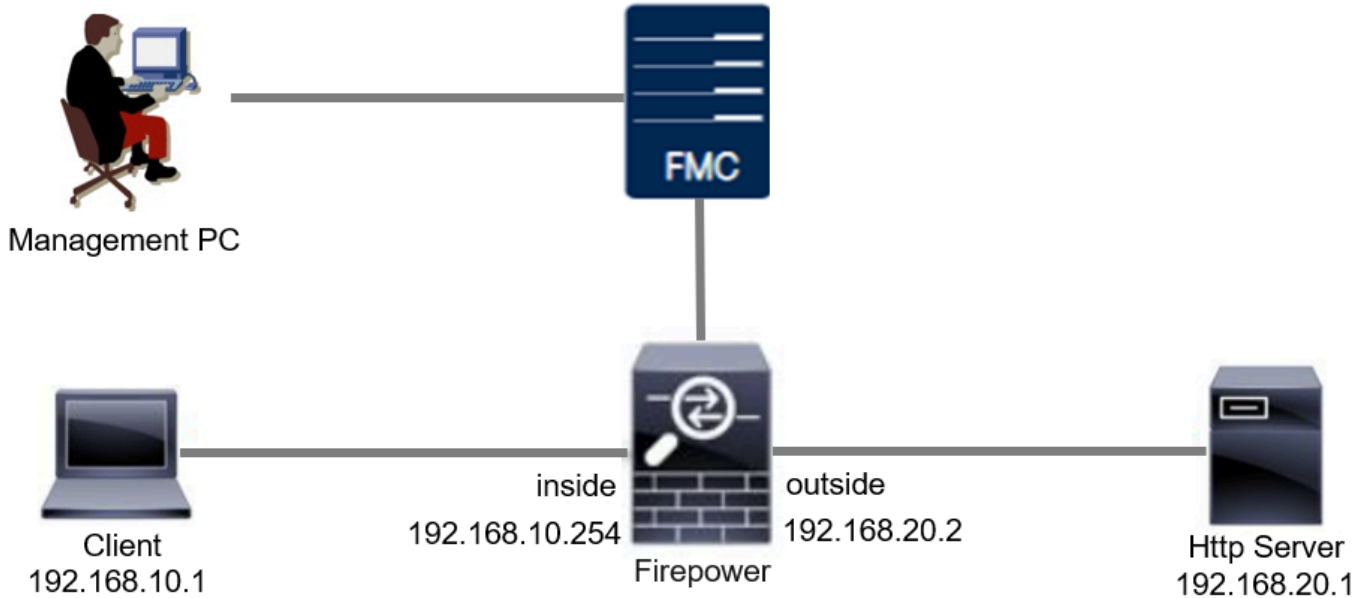 FMC
Management PC
inside
192.168.10.254
outside
192.168.20.2
Client
192.168.10.1
Firepower
Http Server
192.168.20.1